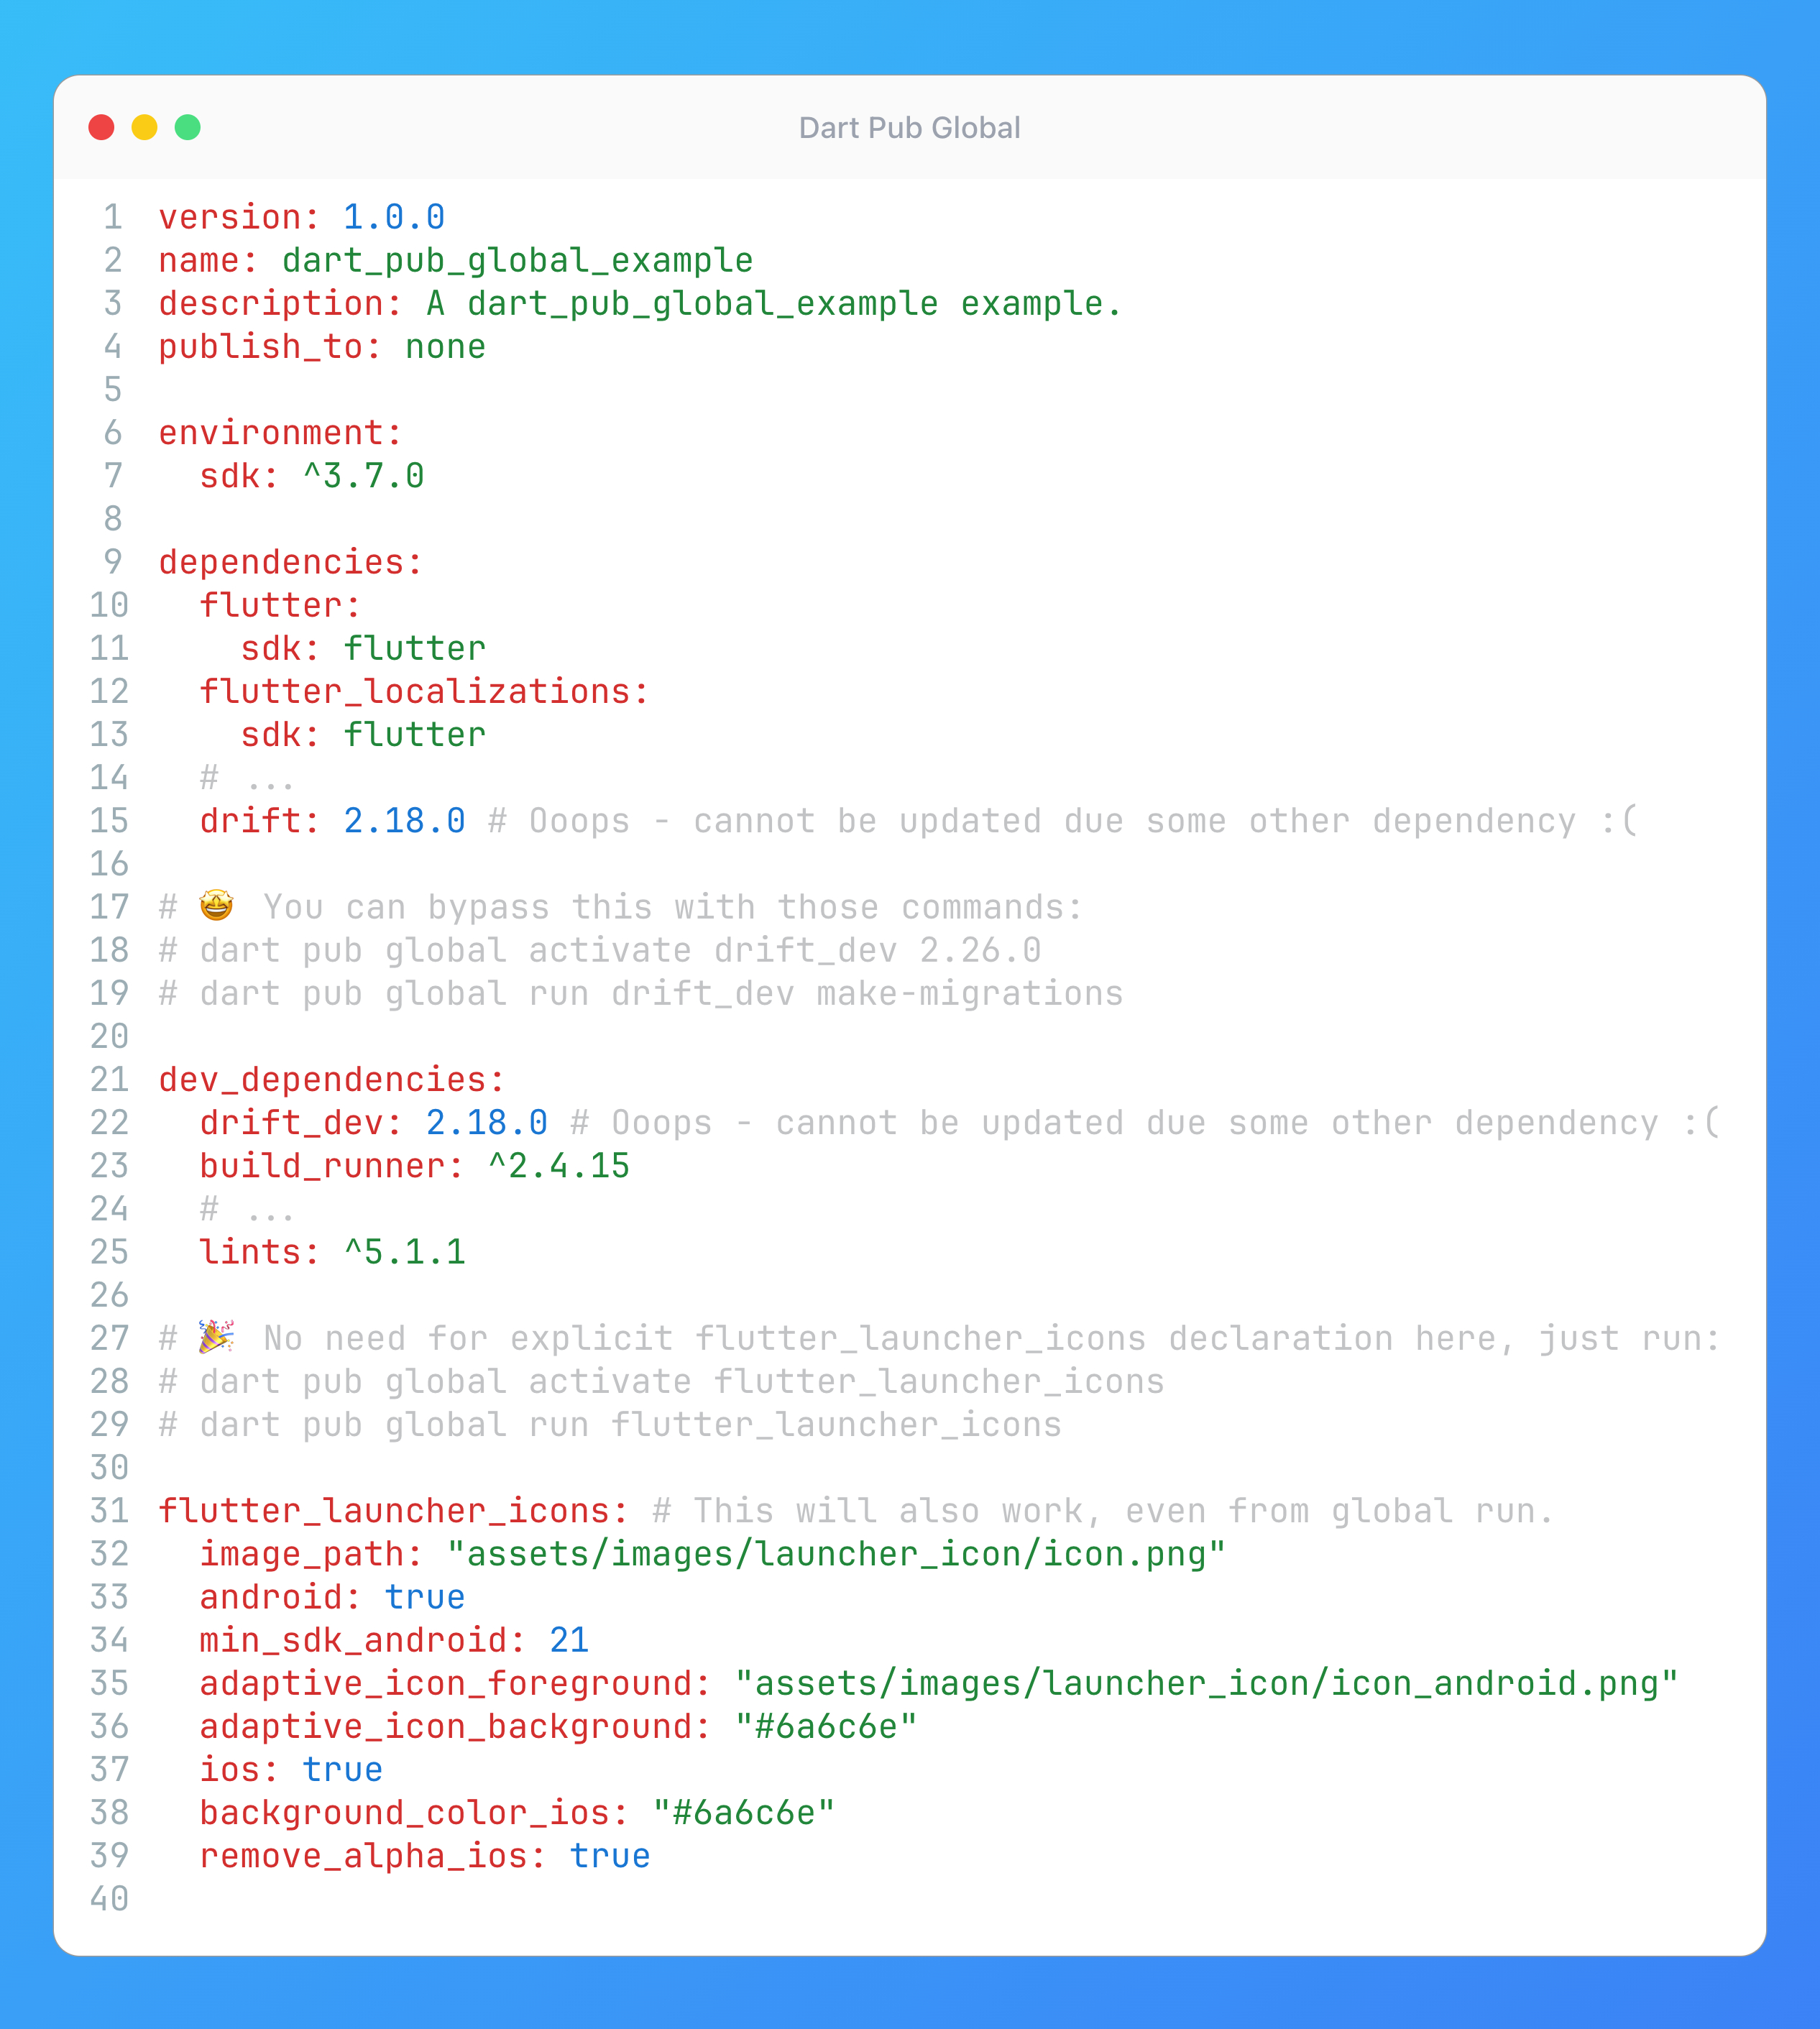 Dart Pub Global
1 version: 1.0.0
2 name: dart_pub_global_example
3 description: A dart_pub_global_example example.
4 publish_to: none
5
6 environment:
7   sdk: ^3.7.0
8
9 dependencies:
10   flutter:
11     sdk: flutter
12   flutter_localizations:
13     sdk: flutter
14   # ...
15   drift: 2.18.0 # Ooops - cannot be updated due some other dependency :(
16
17 # 🤩 You can bypass this with those commands:
18 # dart pub global activate drift_dev 2.26.0
19 # dart pub global run drift_dev make-migrations
20
21 dev_dependencies:
22   drift_dev: 2.18.0 # Ooops - cannot be updated due some other dependency :(
23   build_runner: ^2.4.15
24   # ...
25   lints: ^5.1.1
26
27 # 🎉 No need for explicit flutter_launcher_icons declaration here, just run:
28 # dart pub global activate flutter_launcher_icons
29 # dart pub global run flutter_launcher_icons
30
31 flutter_launcher_icons: # This will also work, even from global run.
32   image_path: "assets/images/launcher_icon/icon.png"
33   android: true
34   min_sdk_android: 21
35   adaptive_icon_foreground: "assets/images/launcher_icon/icon_android.png"
36   adaptive_icon_background: "#6a6c6e"
37   ios: true
38   background_color_ios: "#6a6c6e"
39   remove_alpha_ios: true
40